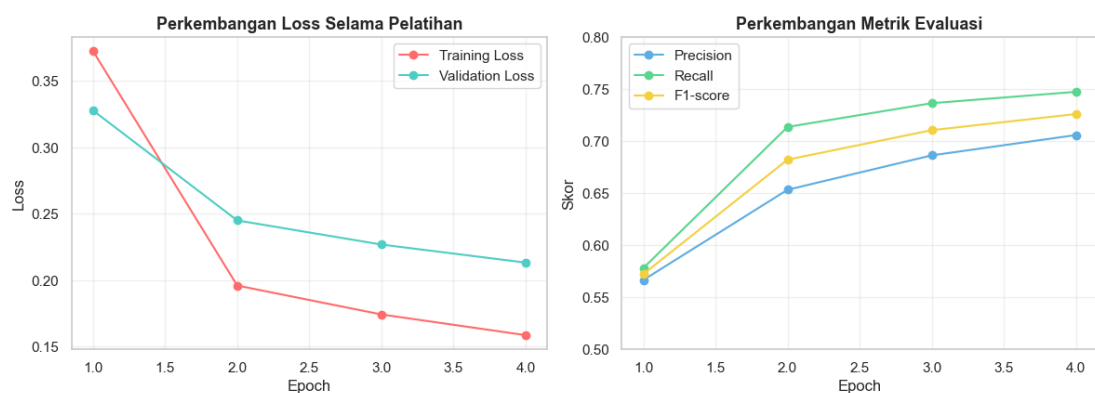 Perkembangan Loss Selama Pelatihan
Training Loss
Validation Loss
0.35
0.30
0.25
0.20
0.15
Loss
1.0 1.5 2.0 2.5 3.0 3.5 4.0
Epoch
Perkembangan Metrik Evaluasi
Precision
Recall
F1-score
0.80
0.75
0.70
0.65
0.60
0.55
0.50
Skor
1.0 1.5 2.0 2.5 3.0 3.5 4.0
Epoch